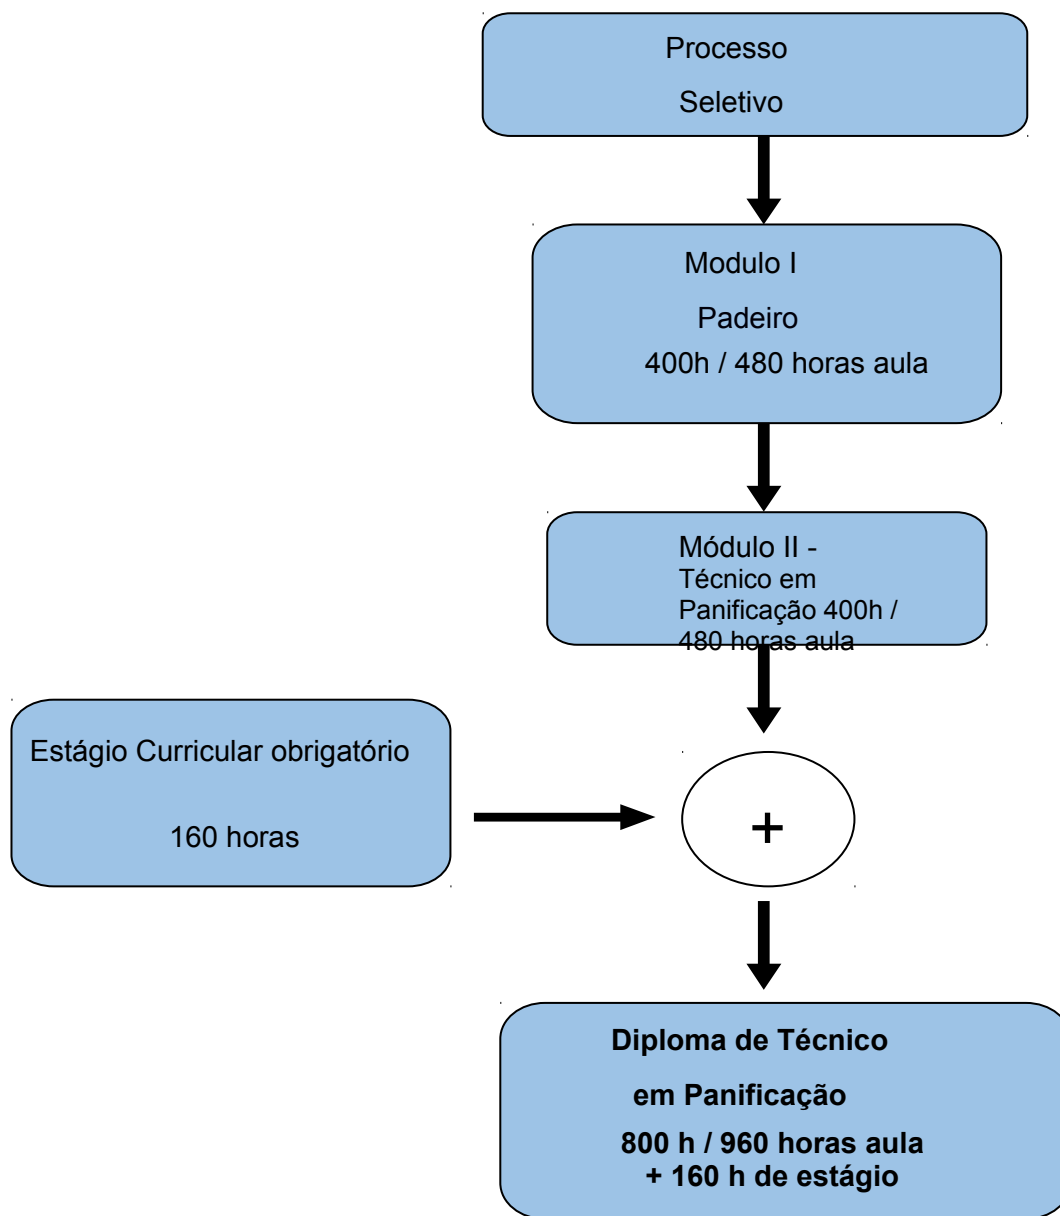 Processo
Seletivo
Modulo I
Padeiro
400h / 480 horas aula
Módulo II -
Técnico em
Panificação 400h /
480 horas aula
Estágio Curricular obrigatório
160 horas
+
Diploma de Técnico
em Panificação
800 h / 960 horas aula
+ 160 h de estágio